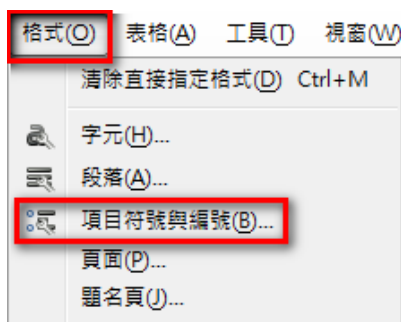 格式(O) 表格(A) 工具(T) 視窗(W)
清除直接指定格式(D) Ctrl+M
字元(H)...
段落(A)...
項目符號與編號(B)...
頁面(P)...
題名頁(J)...